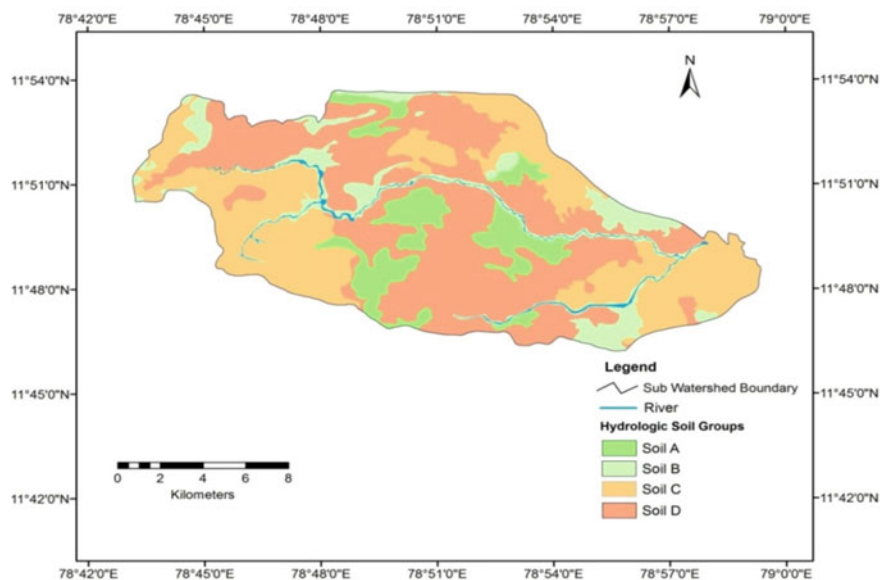 78°42'0"E 78°45'0"E 78°48'0"E 78°51'0"E 78°54'0"E 78°57'0"E 79°0'0"E
N
11°54'0"N 11°54'0"N
11°51'0"N 11°51'0"N
11°48'0"N 11°48'0"N
Legend
Sub Watershed Boundary
11°45'0"N 11°45'0"N
River
Hydrologic Soil Groups
Soil A
Soil B
0 2 4 6 8
Kilometers
Soil C
11°42'0"N 11°42'0"N
Soil D
78°42'0"E 78°45'0"E 78°48'0"E 78°51'0"E 78°54'0"E 78°57'0"E 79°0'0"E